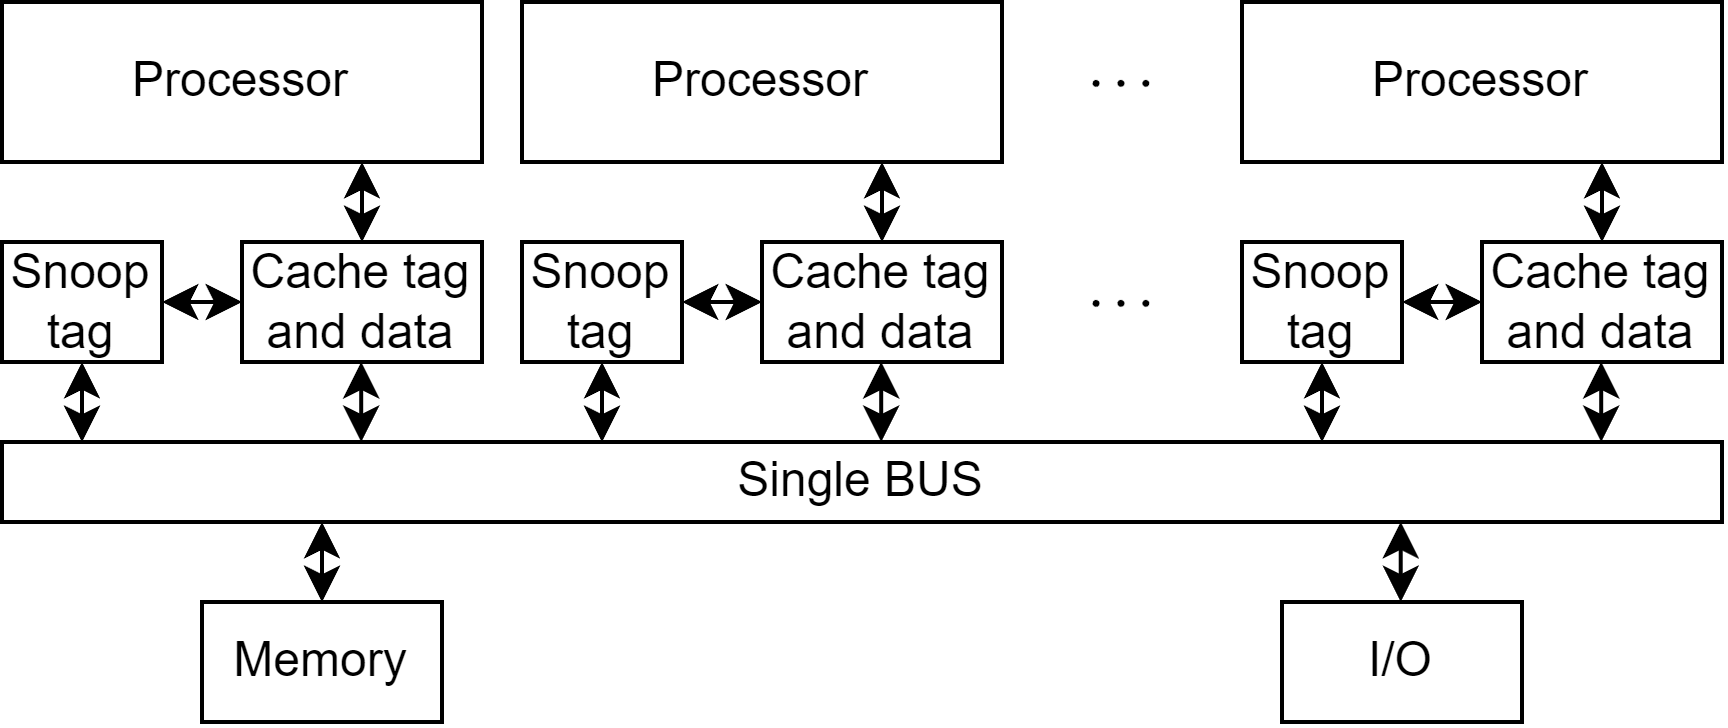 Processor
Processor
. . .
Processor
Snoop
tag
Cache tag
and data
Snoop
tag
Cache tag
and data
. . .
Snoop
tag
Cache tag
and data
Single BUS
Memory
I/O